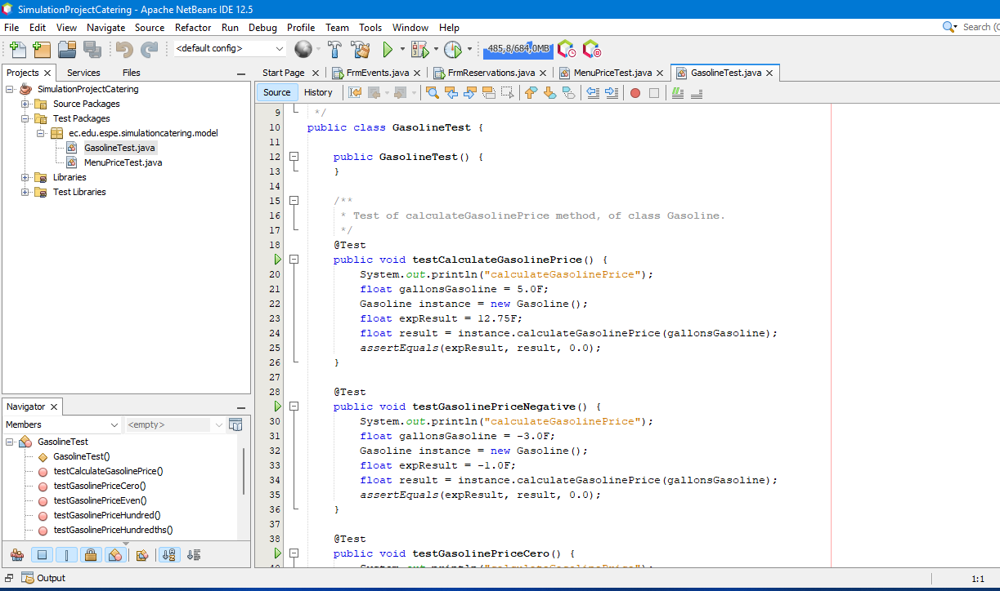 SimulationProjectCatering - Apache NetBeans IDE 12.5
File Edit View Navigate Source Refactor Run Debug Profile Team Tools Window Help
Search (C
<default config>
485,8/684,0MB
Projects Services Files
Start Page FrmEvents.java FrmReservations.java MenuPriceTest.java GasolineTest.java
SimulationProjectCatering
Source Packages
Test Packages
ec.edu.espe.simulationcatering.model
GasolineTest.java
MenuPriceTest.java
Libraries
Test Libraries
Source History
9 */
10 public class GasolineTest {
11
12 public GasolineTest() {
13 }
14
15 /**
16 * Test of calculateGasolinePrice method, of class Gasoline.
17 */
18 @Test
public void testCalculateGasolinePrice() {
20 System.out.println("calculateGasolinePrice");
21 float gallonsGasoline = 5.0F;
22 Gasoline instance = new Gasoline();
23 float expResult = 12.75F;
24 float result = instance.calculateGasolinePrice(gallonsGasoline);
25 assertEquals(expResult, result, 0.0);
26 }
27
28 @Test
public void testGasolinePriceNegative() {
30 System.out.println("calculateGasolinePrice");
31 float gallonsGasoline = -3.0F;
32 Gasoline instance = new Gasoline();
33 float expResult = -1.0F;
34 float result = instance.calculateGasolinePrice(gallonsGasoline);
35 assertEquals(expResult, result, 0.0);
36 }
37
38 @Test
public void testGasolinePriceCero() {
40 System.out.println("calculateGasolinePrice");
Navigator
Members <empty>
GasolineTest
GasolineTest()
testCalculateGasolinePrice()
testGasolinePriceCero()
testGasolinePriceEven()
testGasolinePriceHundred()
testGasolinePriceHundredths()
Output
1:1